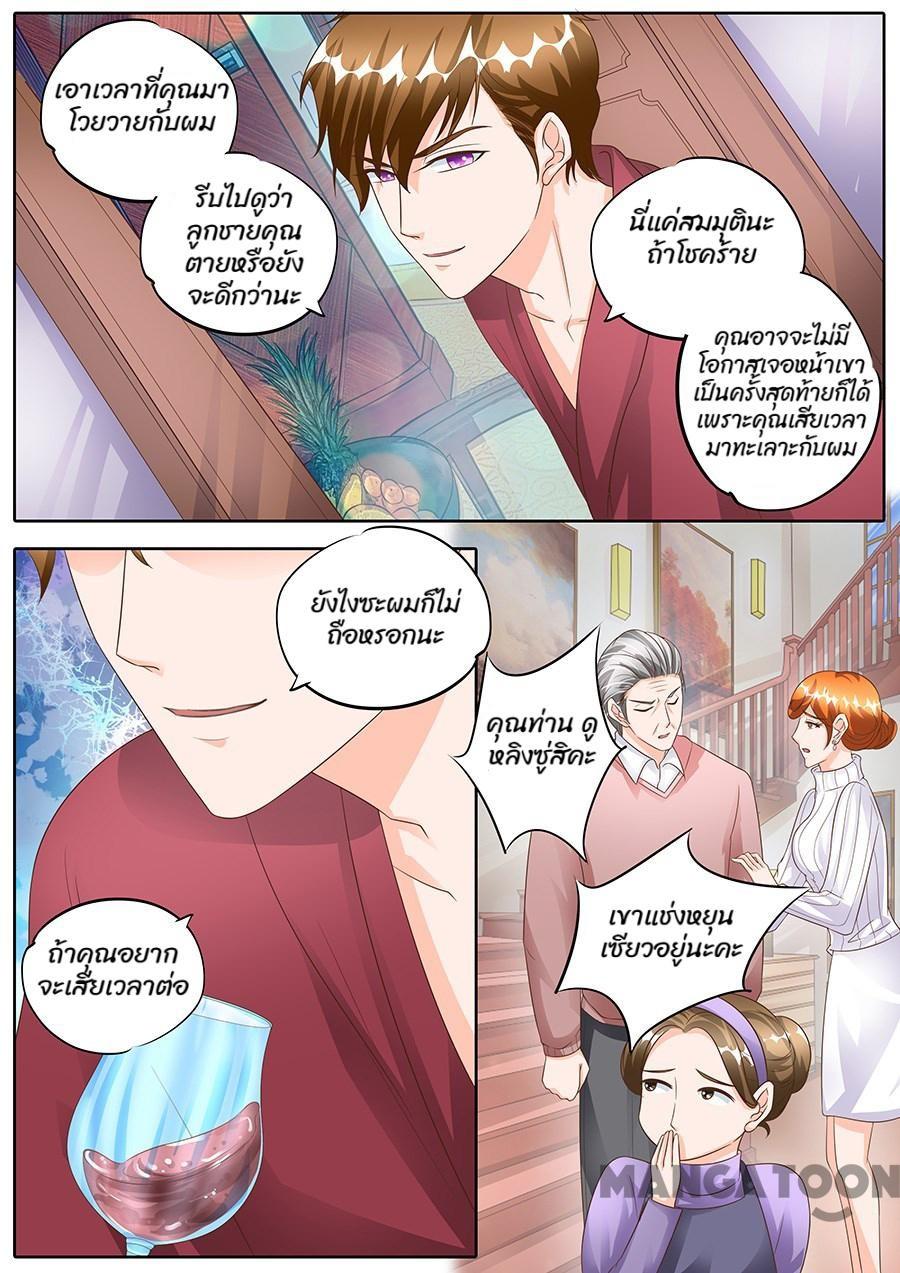 เอาเวลาที่คุณมา
โวยวายกับผม
รีบไปดูว่า
ลูกชายคุณ
ตายหรือยัง
จะดีกว่านะ
นี่แค่สมมุตินะ
ถ้าโชคร้าย
คุณอาจจะไม่มี
โอกาสเจอหน้าเขา
เป็นครั้งสุดท้ายก็ได้
เพราะคุณเสียเวลา
มาทะเลาะกับผม
ยังไงซะผมก็ไม่
ถือหรอกนะ
ถ้าคุณอยาก
จะเสียเวลาต่อ
คุณท่าน ดู
หลิงซู่สิคะ
เขาแช่งหยุน
เซียวอยู่นะคะ
MANGATOON